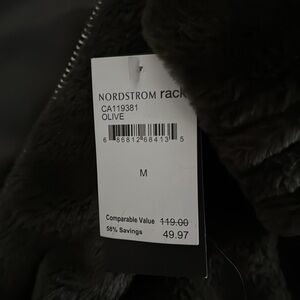 NORDSTROM rack
CA119381
OLIVE
6 86812 68413 5
M
Comparable Value 119.00
58% Savings 49.97